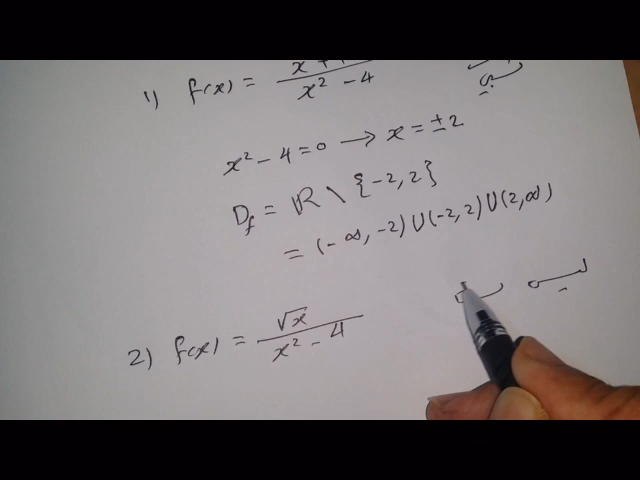 1) f(x) = x + 1 / x² - 4
x² - 4 = 0 → x = ± 2
D_f = ℝ \ {-2, 2}
= (-∞, -2) ∪ (-2, 2) ∪ (2, ∞)
2) f(x) = √x / x² - 4